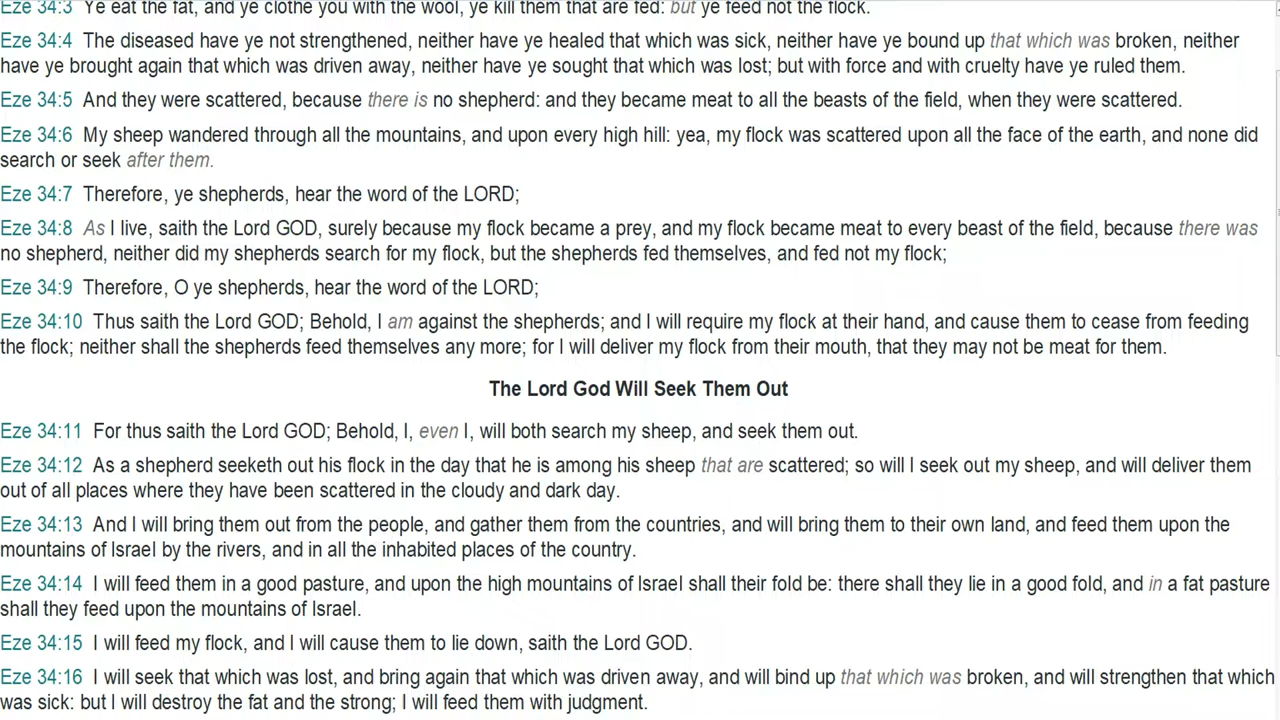 Eze 34:3 Ye eat the fat, and ye clothe you with the wool, ye kill them that are fed: but ye feed not the flock.
Eze 34:4 The diseased have ye not strengthened, neither have ye healed that which was sick, neither have ye bound up that which was broken, neither
have ye brought again that which was driven away, neither have ye sought that which was lost; but with force and with cruelty have ye ruled them.
Eze 34:5 And they were scattered, because there is no shepherd: and they became meat to all the beasts of the field, when they were scattered.
Eze 34:6 My sheep wandered through all the mountains, and upon every high hill: yea, my flock was scattered upon all the face of the earth, and none did
search or seek after them.
Eze 34:7 Therefore, ye shepherds, hear the word of the LORD;
Eze 34:8 As I live, saith the Lord GOD, surely because my flock became a prey, and my flock became meat to every beast of the field, because there was
no shepherd, neither did my shepherds search for my flock, but the shepherds fed themselves, and fed not my flock;
Eze 34:9 Therefore, O ye shepherds, hear the word of the LORD;
Eze 34:10 Thus saith the Lord GOD; Behold, I am against the shepherds; and I will require my flock at their hand, and cause them to cease from feeding
the flock; neither shall the shepherds feed themselves any more; for I will deliver my flock from their mouth, that they may not be meat for them.
The Lord God Will Seek Them Out
Eze 34:11 For thus saith the Lord GOD; Behold, I, even I, will both search my sheep, and seek them out.
Eze 34:12 As a shepherd seeketh out his flock in the day that he is among his sheep that are scattered; so will I seek out my sheep, and will deliver them
out of all places where they have been scattered in the cloudy and dark day.
Eze 34:13 And I will bring them out from the people, and gather them from the countries, and will bring them to their own land, and feed them upon the
mountains of Israel by the rivers, and in all the inhabited places of the country.
Eze 34:14 I will feed them in a good pasture, and upon the high mountains of Israel shall their fold be: there shall they lie in a good fold, and in a fat pasture
shall they feed upon the mountains of Israel.
Eze 34:15 I will feed my flock, and I will cause them to lie down, saith the Lord GOD.
Eze 34:16 I will seek that which was lost, and bring again that which was driven away, and will bind up that which was broken, and will strengthen that which
was sick: but I will destroy the fat and the strong; I will feed them with judgment.